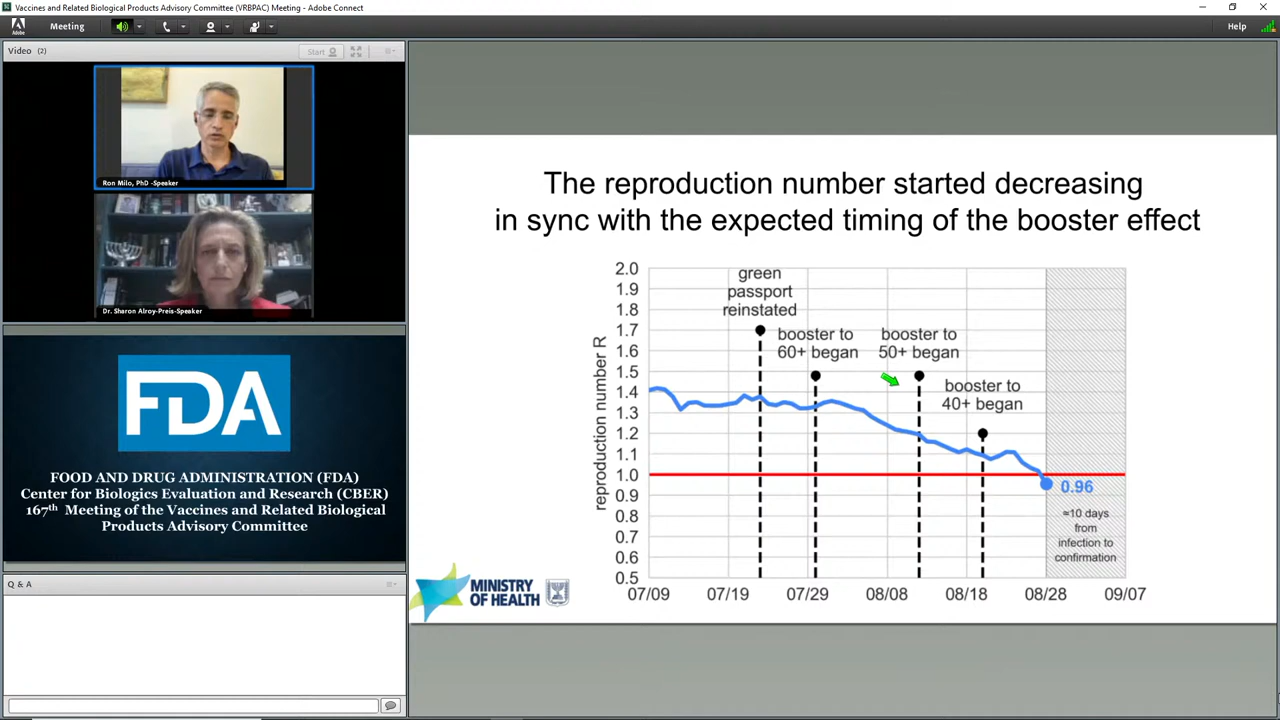 Vaccines and Related Biological Products Advisory Committee (VRBPAC) Meeting - Adobe Connect
Meeting
Help
Video (2)
Start
Ron Milo, PhD -Speaker
Dr. Sharon Alroy-Preis-Speaker
FDA
FOOD AND DRUG ADMINISTRATION (FDA)
Center for Biologics Evaluation and Research (CBER)
167th Meeting of the Vaccines and Related Biological
Products Advisory Committee
Q & A
The reproduction number started decreasing
in sync with the expected timing of the booster effect
reproduction number R
2.0
1.9
1.8
1.7
1.6
1.5
1.4
1.3
1.2
1.1
1.0
0.9
0.8
0.7
0.6
0.5
green
passport
reinstated
booster to
60+ began
booster to
50+ began
booster to
40+ began
0.96
≈10 days
from
infection to
confirmation
07/09 07/19 07/29 08/08 08/18 08/28 09/07
MINISTRY
OF HEALTH